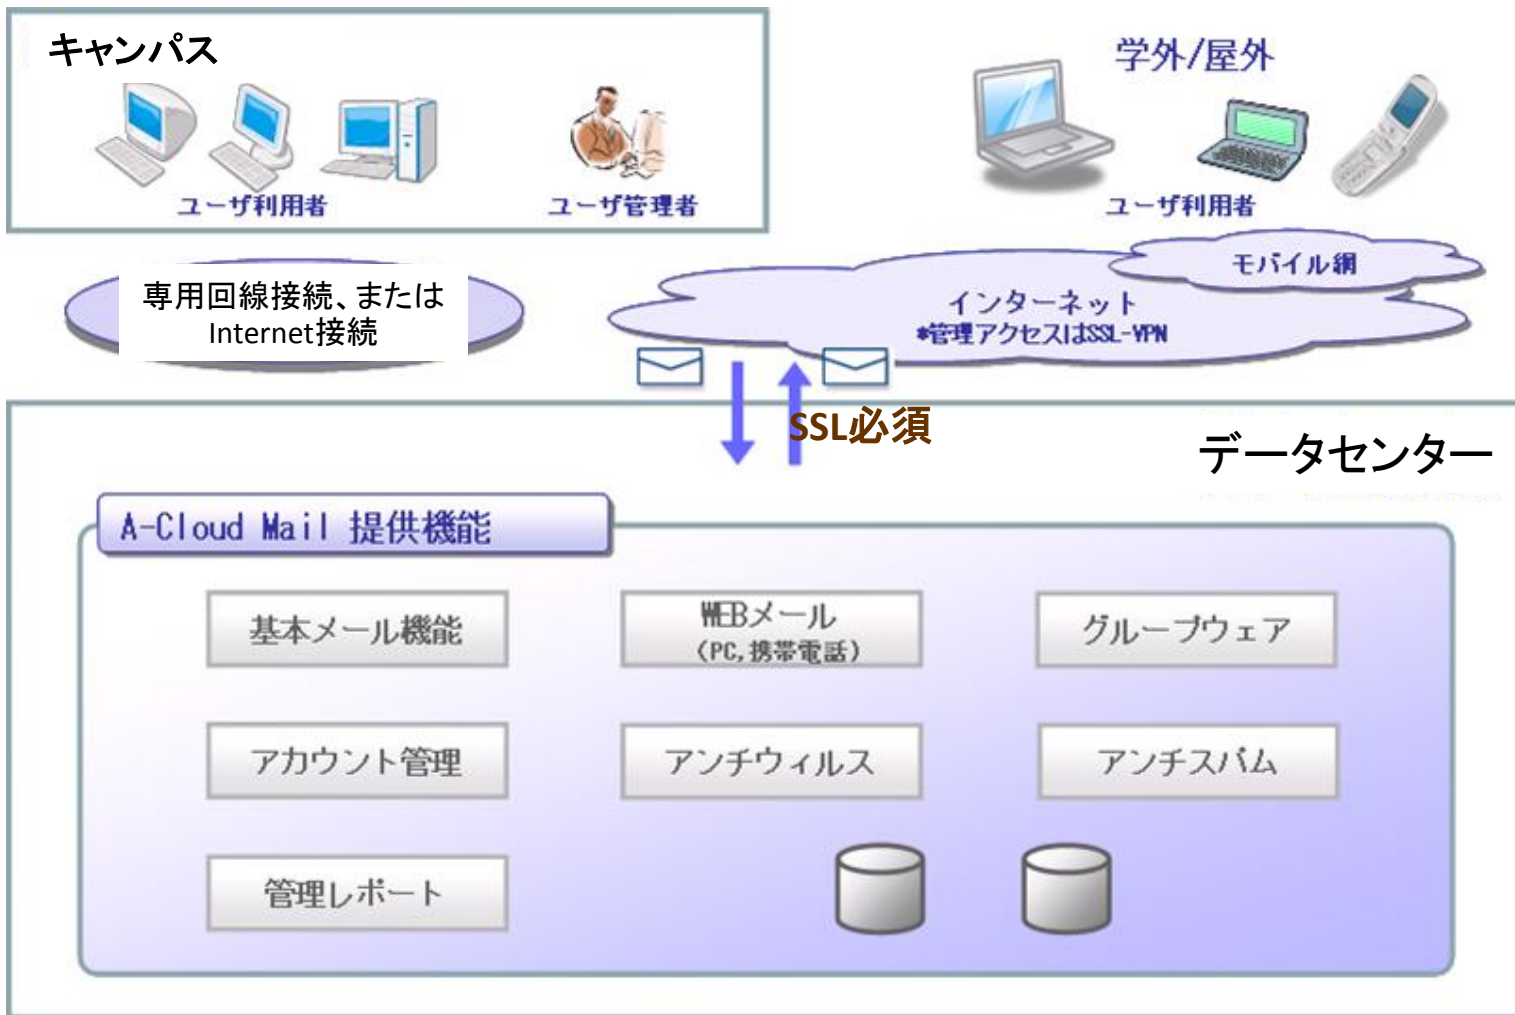 キャンパス
学外/屋外
ユーザ利用者
ユーザ管理者
ユーザ利用者
専用回線接続、または
Internet接続
モバイル網
インターネット
*管理アクセスはSSL-VPN
SSL必須
データセンター
A-Cloud Mail 提供機能
基本メール機能
WEBメール
(PC,携帯電話)
グループウェア
アカウント管理
アンチウィルス
アンチスパム
管理レポート